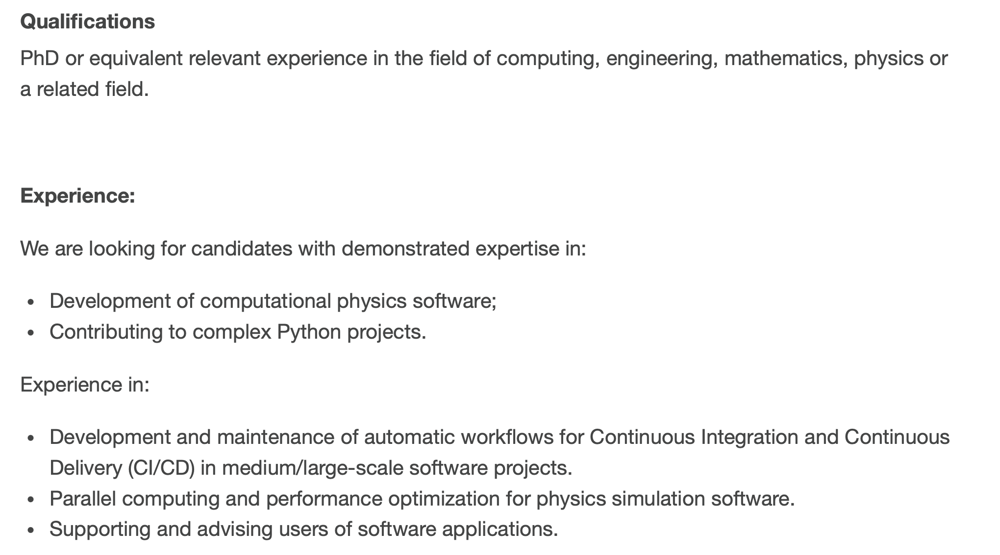 Qualifications
PhD or equivalent relevant experience in the field of computing, engineering, mathematics, physics or
a related field.
Experience:
We are looking for candidates with demonstrated expertise in:
• Development of computational physics software;
• Contributing to complex Python projects.
Experience in:
• Development and maintenance of automatic workflows for Continuous Integration and Continuous
Delivery (CI/CD) in medium/large-scale software projects.
• Parallel computing and performance optimization for physics simulation software.
• Supporting and advising users of software applications.